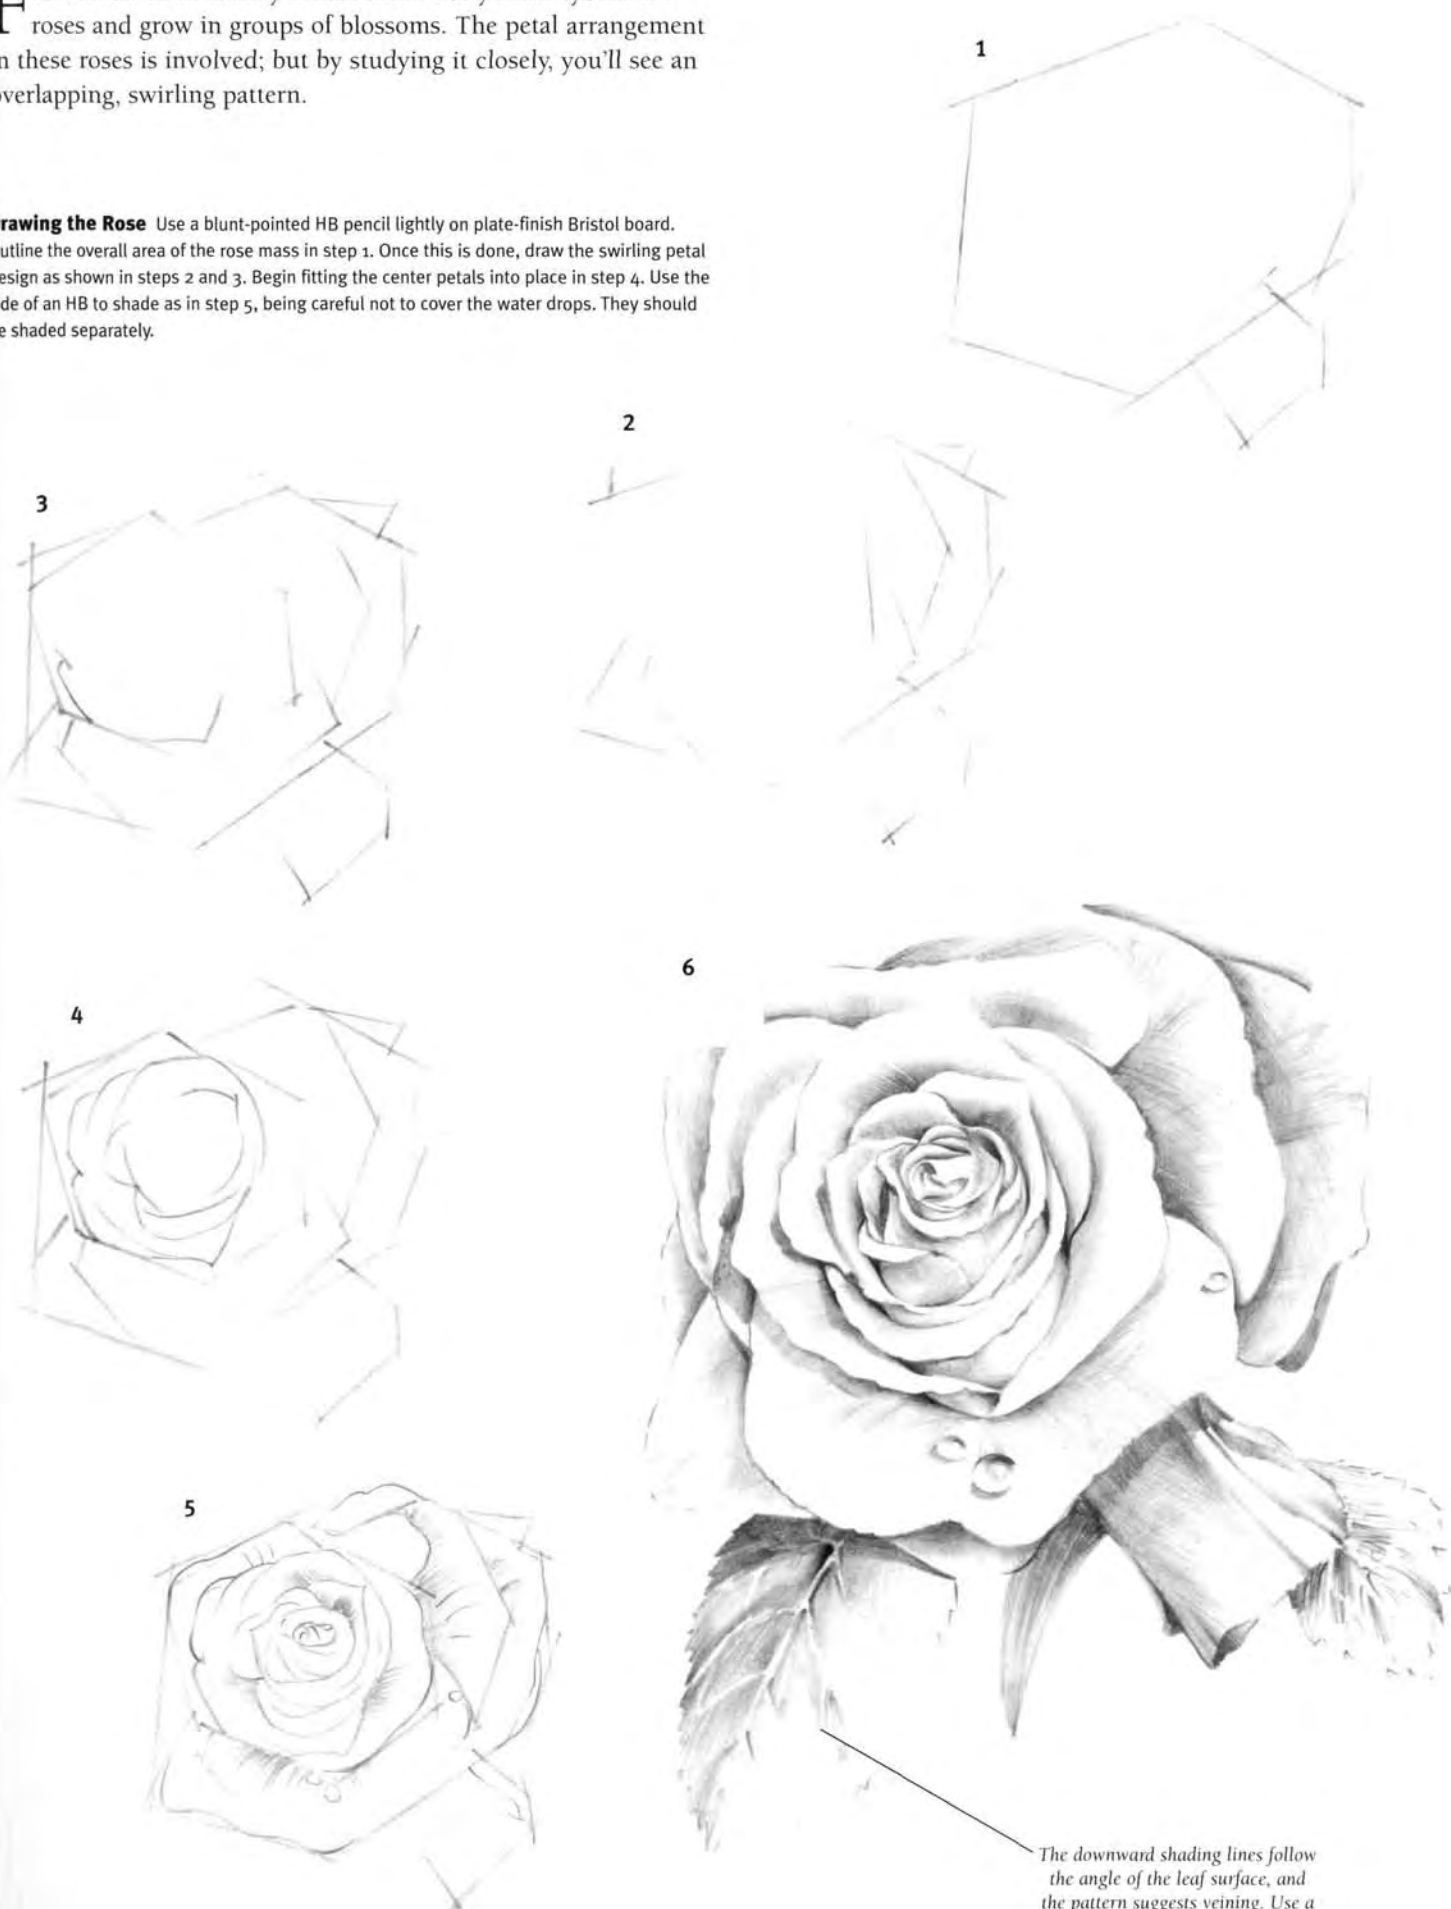 roses and grow in groups of blossoms. The petal arrangement
these roses is involved; but by studying it closely, you'll see an
verlapping, swirling pattern.
rawing the Rose Use a blunt-pointed HB pencil lightly on plate-finish Bristol board.
utline the overall area of the rose mass in step 1. Once this is done, draw the swirling petal
esign as shown in steps 2 and 3. Begin fitting the center petals into place in step 4. Use the
de of an HB to shade as in step 5, being careful not to cover the water drops. They should
e shaded separately.
1
2
3
4
6
5
The downward shading lines follow
the angle of the leaf surface, and
the pattern suggests veining. Use a